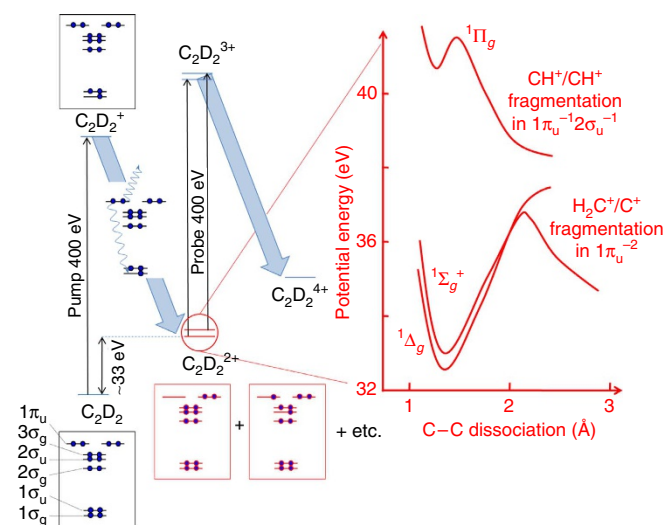 C₂D₂³⁺
C₂D₂⁺
Pump 400 eV
Probe 400 eV
C₂D₂⁴⁺
~33 eV
C₂D₂²⁺
C₂D₂
1πᵤ
3σg
2σᵤ
2σg
1σᵤ
1σg
+
+ etc.
Potential energy (eV)
40
36
32
1
2
3
C–C dissociation (Å)
¹Πg
CH⁺/CH⁺
fragmentation
in 1πᵤ⁻¹2σᵤ⁻¹
H₂C⁺/C⁺
fragmentation
in 1πᵤ⁻²
¹Σg⁺
¹Δg